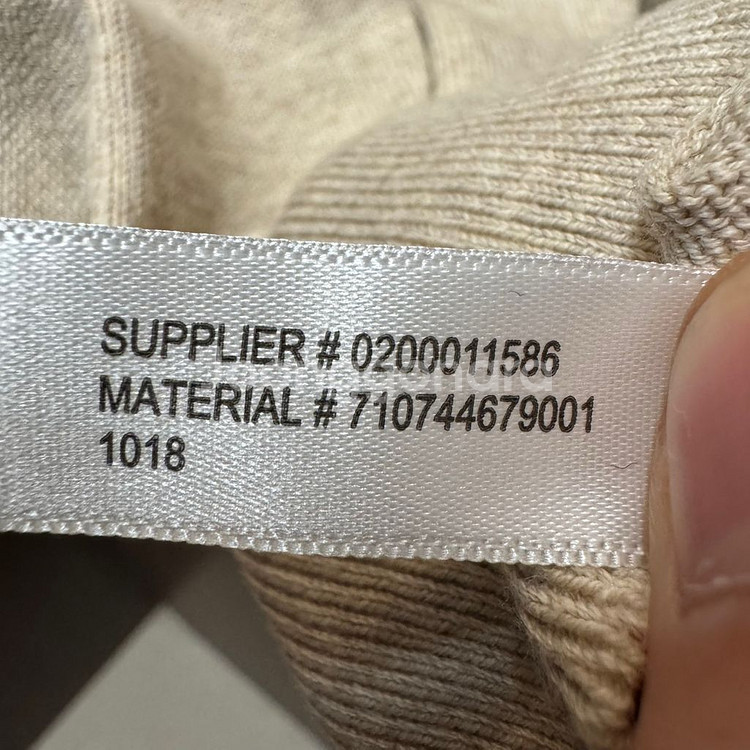 SUPPLIER # 0200011586
MATERIAL # 710744679001
1018